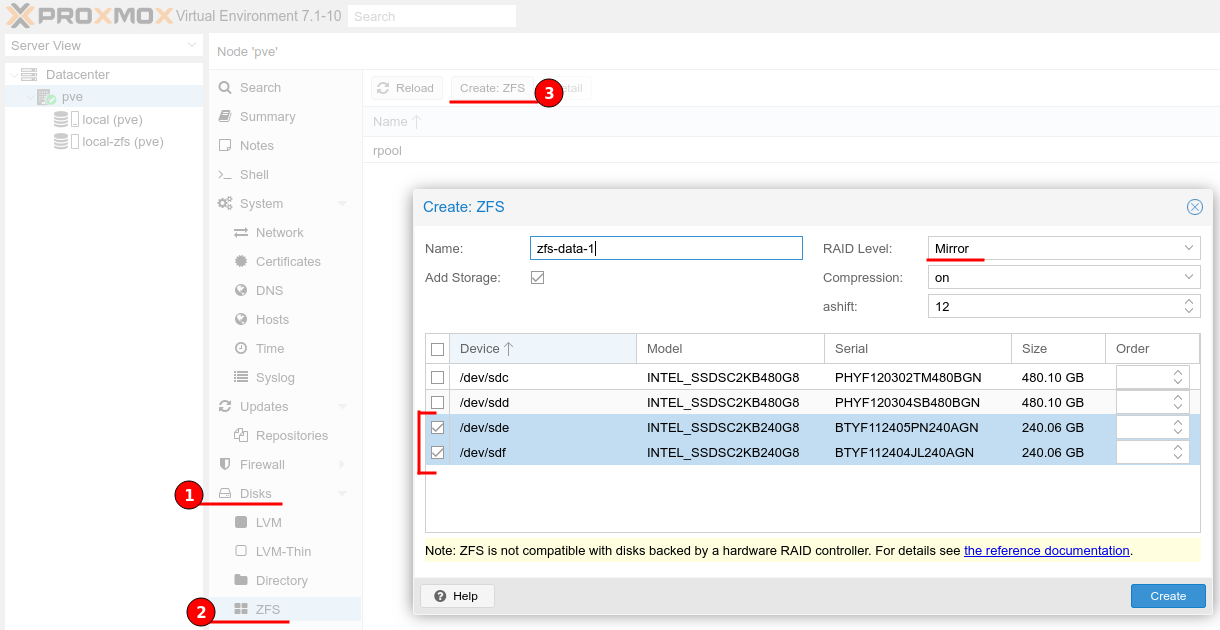 PROXMOX Virtual Environment 7.1-10 Search
Server View
Datacenter
pve
local (pve)
local-zfs (pve)
Node 'pve'
Search
Summary
Notes
Shell
System
Network
Certificates
DNS
Hosts
Time
Syslog
Updates
Repositories
Firewall
1 Disks
LVM
LVM-Thin
Directory
2 ZFS
Reload Create: ZFS 3
Name
rpool
Create: ZFS
Name: zfs-data-1 RAID Level: Mirror
Add Storage: Compression: on
ashift: 12
Device Model Serial Size Order
/dev/sdc INTEL_SSDSC2KB480G8 PHYF120302TM480BGN 480.10 GB
/dev/sdd INTEL_SSDSC2KB480G8 PHYF120304SB480BGN 480.10 GB
/dev/sde INTEL_SSDSC2KB240G8 BTYF112405PN240AGN 240.06 GB
/dev/sdf INTEL_SSDSC2KB240G8 BTYF112404JL240AGN 240.06 GB
Note: ZFS is not compatible with disks backed by a hardware RAID controller. For details see the reference documentation.
Help Create